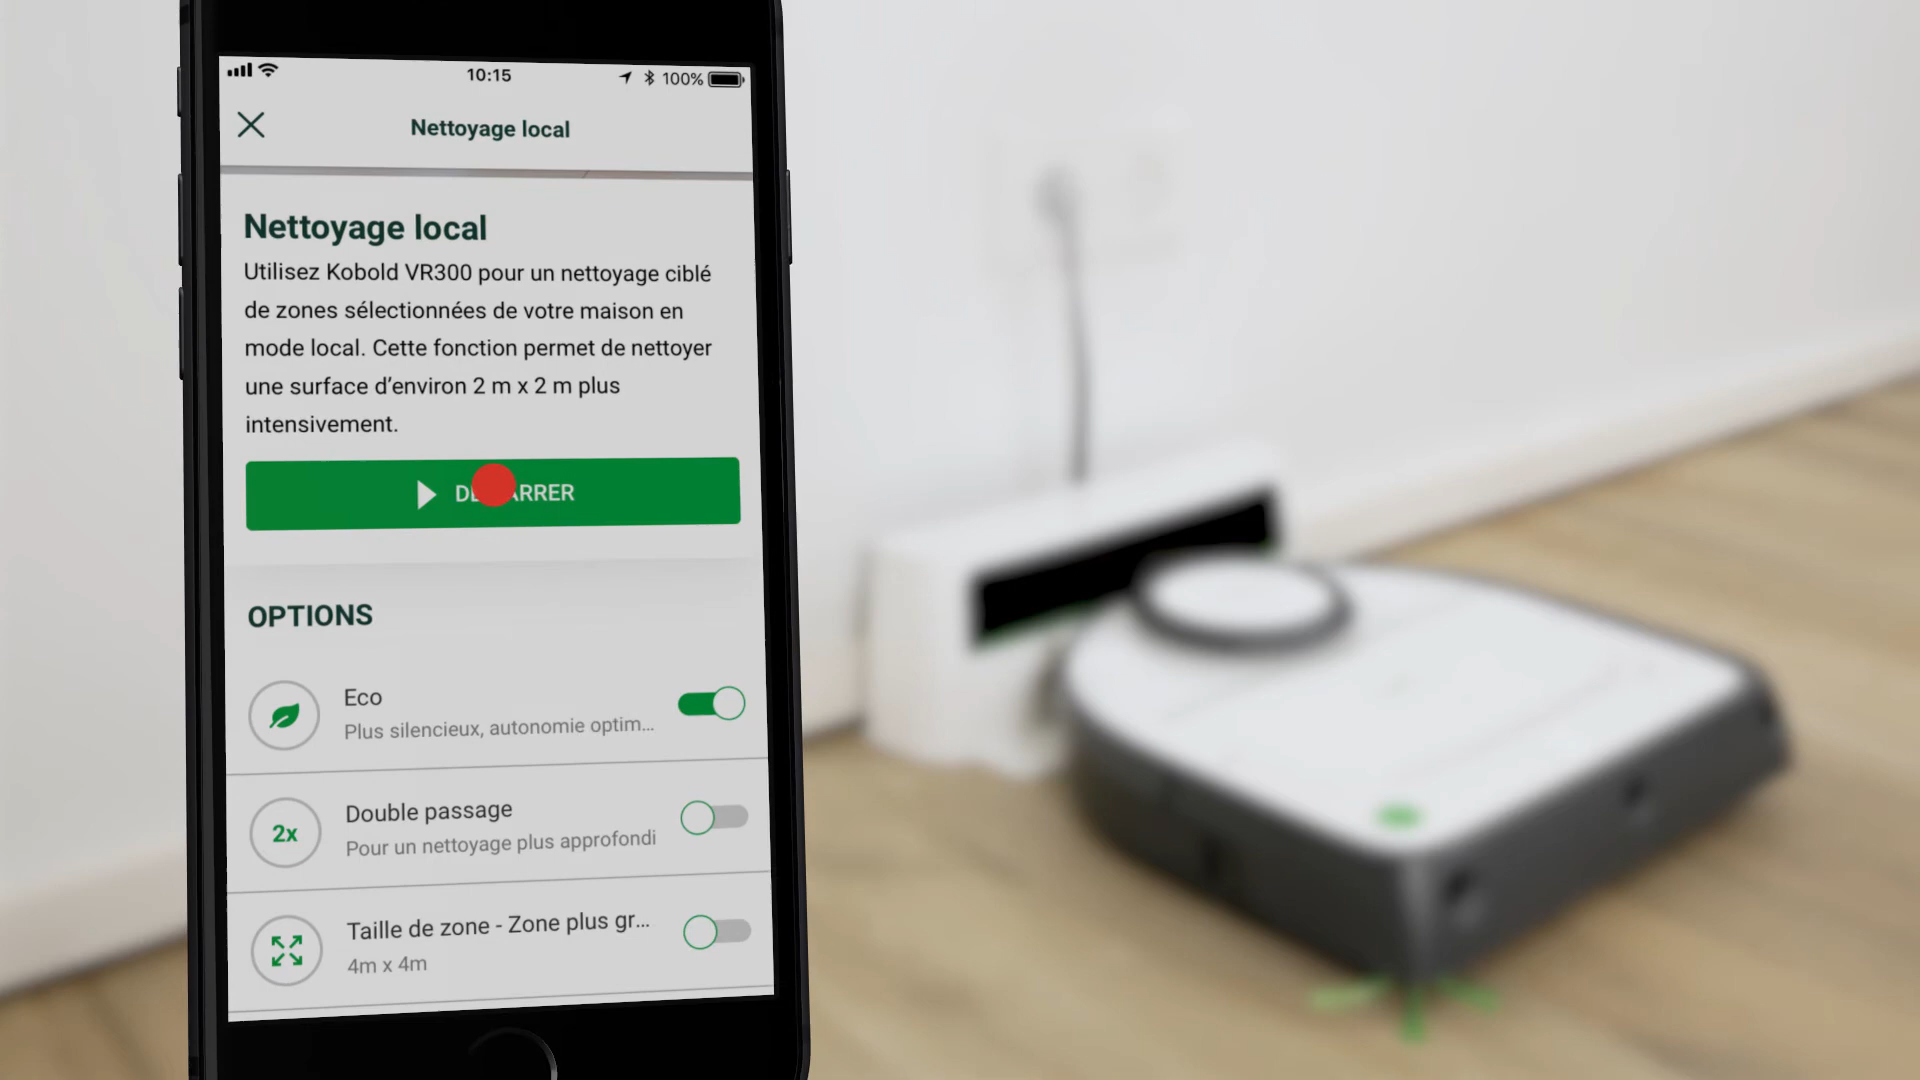 10:15
100%
Nettoyage local
Nettoyage local
Utilisez Kobold VR300 pour un nettoyage ciblé
de zones sélectionnées de votre maison en
mode local. Cette fonction permet de nettoyer
une surface d’environ 2 m x 2 m plus
intensivement.
OPTIONS
Eco
Plus silencieux, autonomie optim...
2x
Double passage
Pour un nettoyage plus approfondi
Taille de zone - Zone plus gr...
4m x 4m